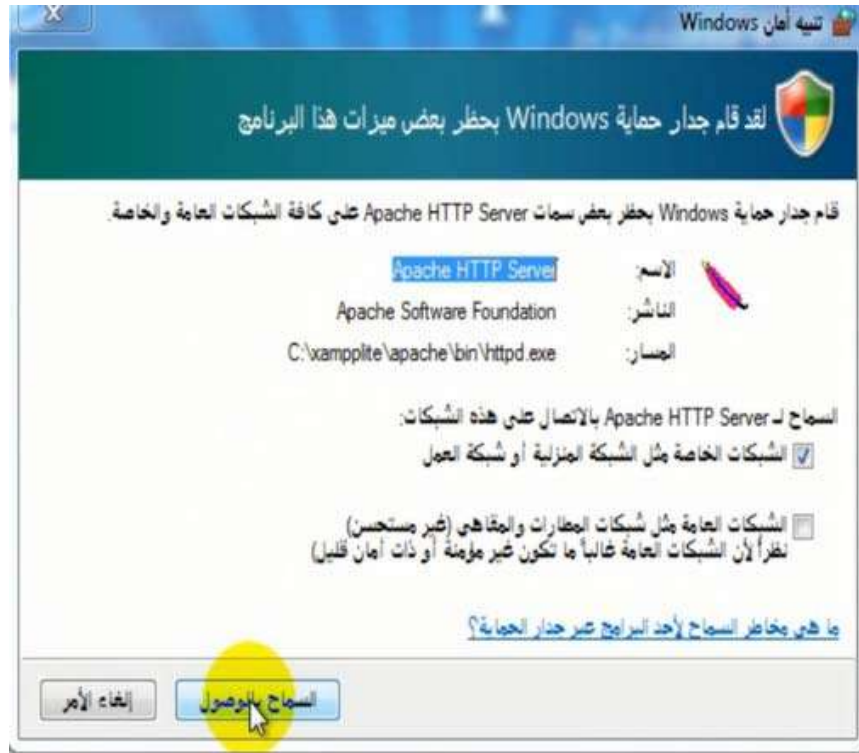 تنبيه أمان Windows
لقد قام جدار حماية Windows بحظر بعض ميزات هذا البرنامج
قام جدار حماية Windows بحظر بعض سمات Apache HTTP Server على كافة الشبكات العامة والخاصة.
الاسم: Apache HTTP Server
الناشر: Apache Software Foundation
المسار: C:\xampplite\apache\bin\httpd.exe
السماح لـ Apache HTTP Server بالاتصال على هذه الشبكات:
الشبكات الخاصة مثل الشبكة المنزلية أو شبكة العمل
الشبكات العامة مثل شبكات المطارات والمقاهي (غير مستحسن)
نظراً لأن الشبكات العامة غالباً ما تكون غير مؤمنة أو ذات أمان قليل)
ما هي مخاطر السماح لأحد البرامج عبر جدار الحماية؟
السماح بالوصول
إلغاء الأمر